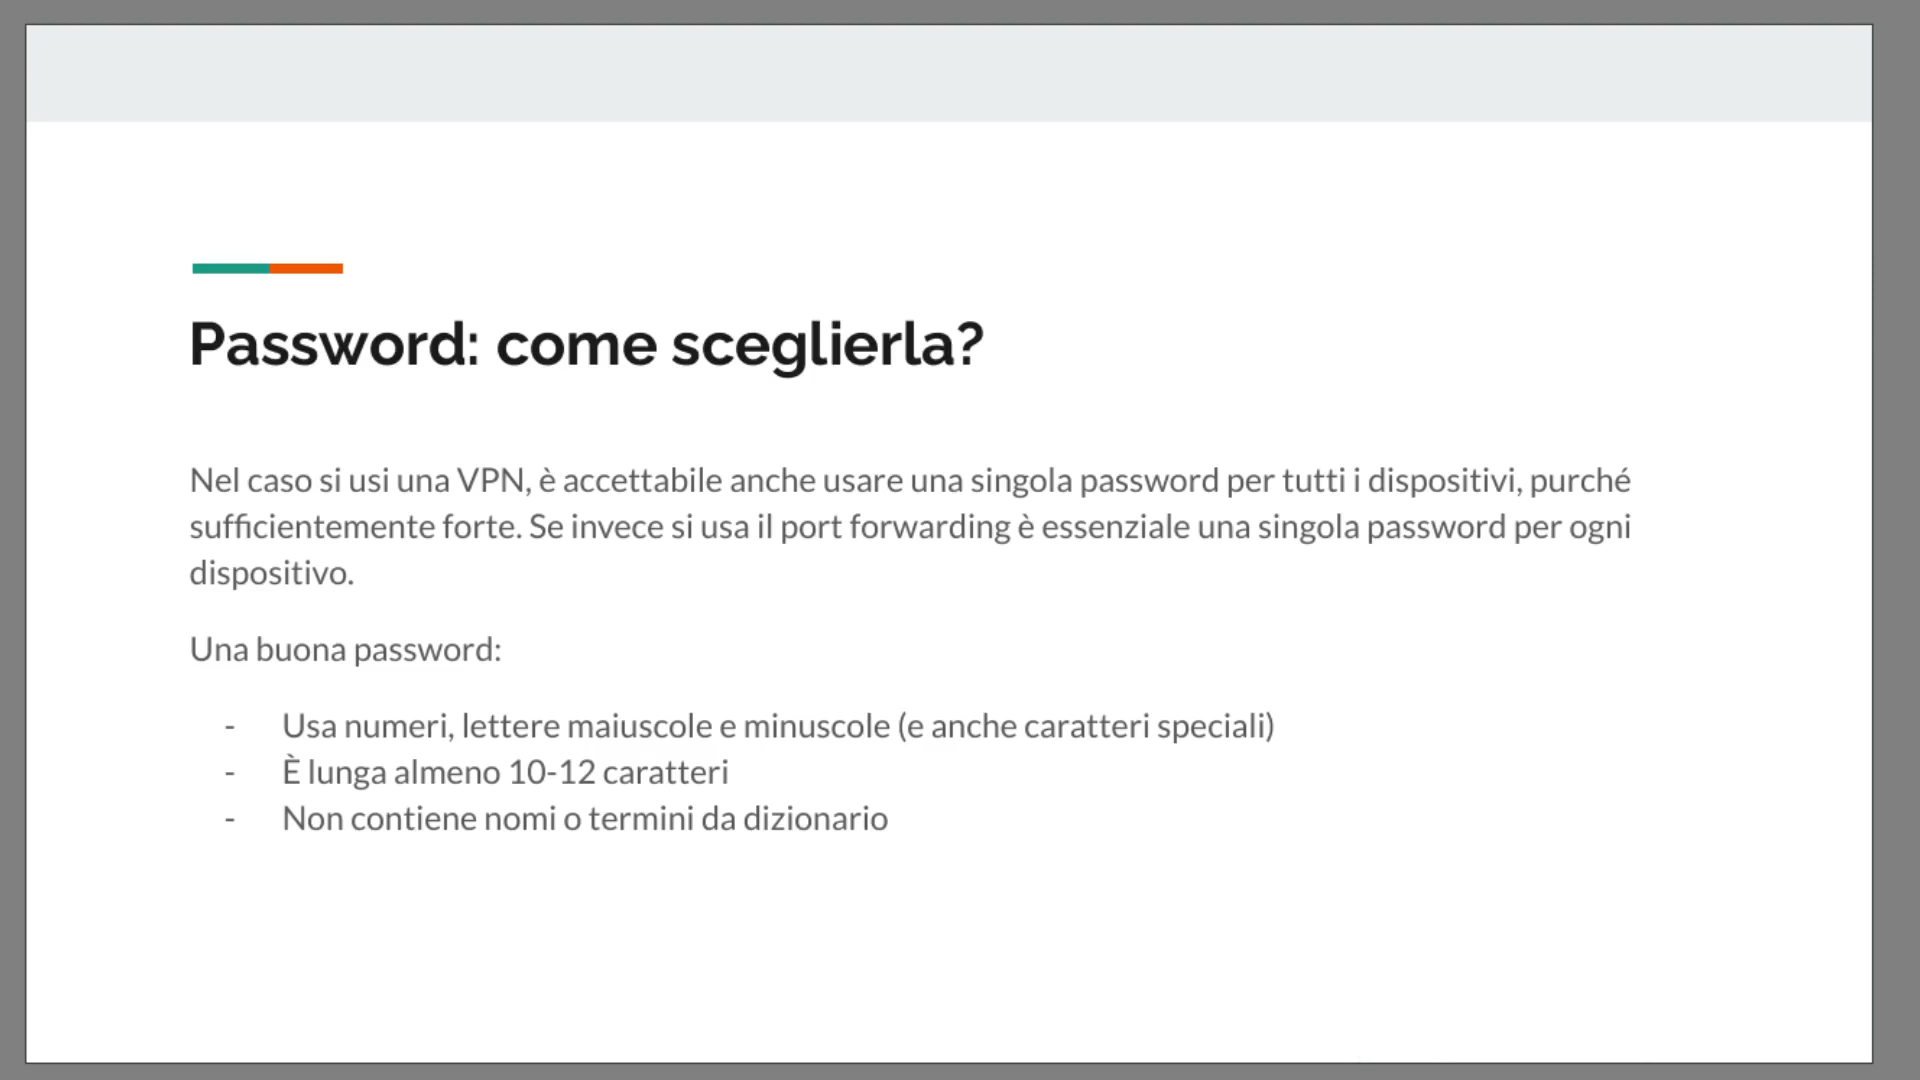 Password: come sceglierla?
Nel caso si usi una VPN, è accettabile anche usare una singola password per tutti i dispositivi, purché
sufficientemente forte. Se invece si usa il port forwarding è essenziale una singola password per ogni
dispositivo.
Una buona password:
- Usa numeri, lettere maiuscole e minuscole (e anche caratteri speciali)
- È lunga almeno 10-12 caratteri
- Non contiene nomi o termini da dizionario